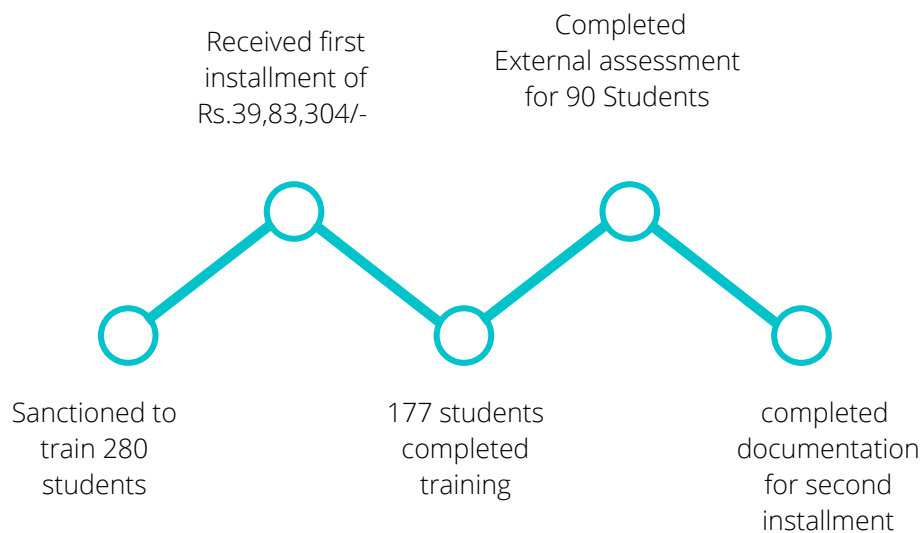 Sanctioned to
train 280
students
Received first
installment of
Rs.39,83,304/-
177 students
completed
training
Completed
External assessment
for 90 Students
completed
documentation
for second
installment